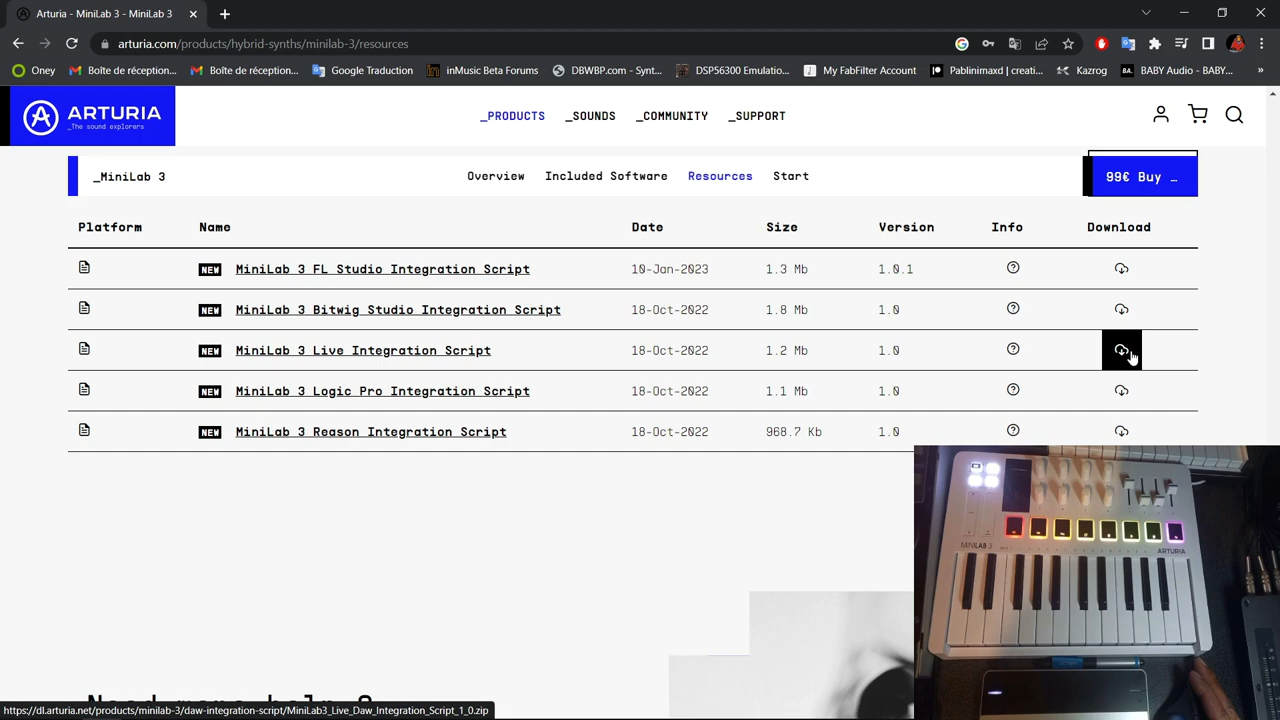 Arturia - MiniLab 3 - MiniLab 3
arturia.com/products/hybrid-synths/minilab-3/resources
Oney
Boîte de réception...
Boîte de réception...
Google Traduction
inMusic Beta Forums
DBWBP.com - Synt...
DSP56300 Emulatio...
My FabFilter Account
Pablinimaxd | creati...
Kazrog
BABY Audio - BABY...
ARTURIA
_The sound explorers
_PRODUCTS
_SOUNDS
_COMMUNITY
_SUPPORT
_MiniLab 3
Overview
Included Software
Resources
Start
99€ Buy _
Platform Name Date Size Version Info Download
NEW MiniLab 3 FL Studio Integration Script 10-Jan-2023 1.3 Mb 1.0.1
NEW MiniLab 3 Bitwig Studio Integration Script 18-Oct-2022 1.8 Mb 1.0
NEW MiniLab 3 Live Integration Script 18-Oct-2022 1.2 Mb 1.0
NEW MiniLab 3 Logic Pro Integration Script 18-Oct-2022 1.1 Mb 1.0
NEW MiniLab 3 Reason Integration Script 18-Oct-2022 968.7 Kb 1.0
MINILAB 3
ARTURIA
Need more help ?
https://dl.arturia.net/products/minilab-3/daw-integration-script/MiniLab3_Live_Daw_Integration_Script_1_0.zip